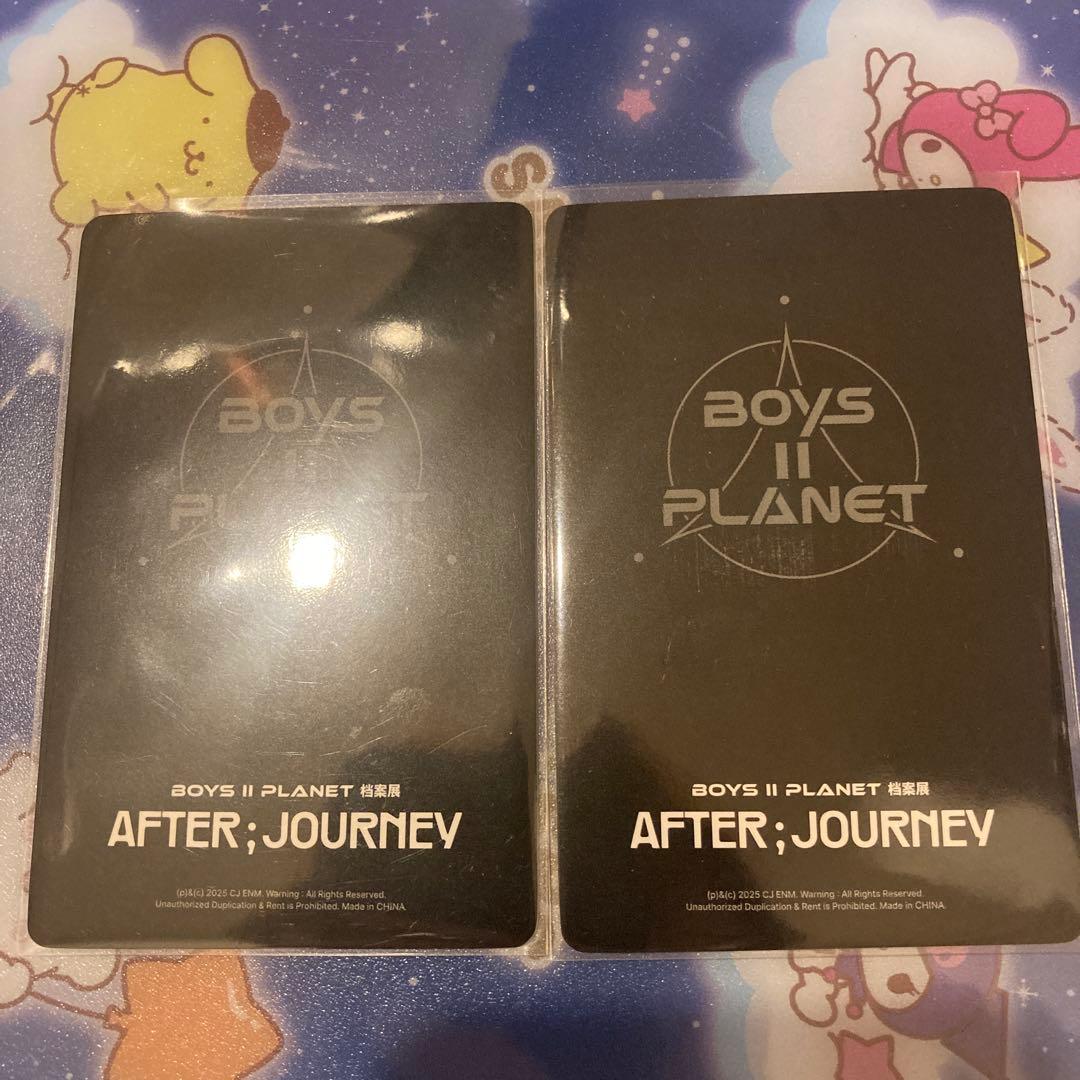 BOYS
II
PLANET
BOYS II PLANET 档案展
AFTER;JOURNEY
(p)&(c) 2025 CJ ENM. Warning : All Rights Reserved.
Unauthorized Duplication & Rent is Prohibited. Made in CHINA.
BOYS
II
PLANET
BOYS II PLANET 档案展
AFTER;JOURNEY
(p)&(c) 2025 CJ ENM. Warning : All Rights Reserved.
Unauthorized Duplication & Rent is Prohibited. Made in CHINA.